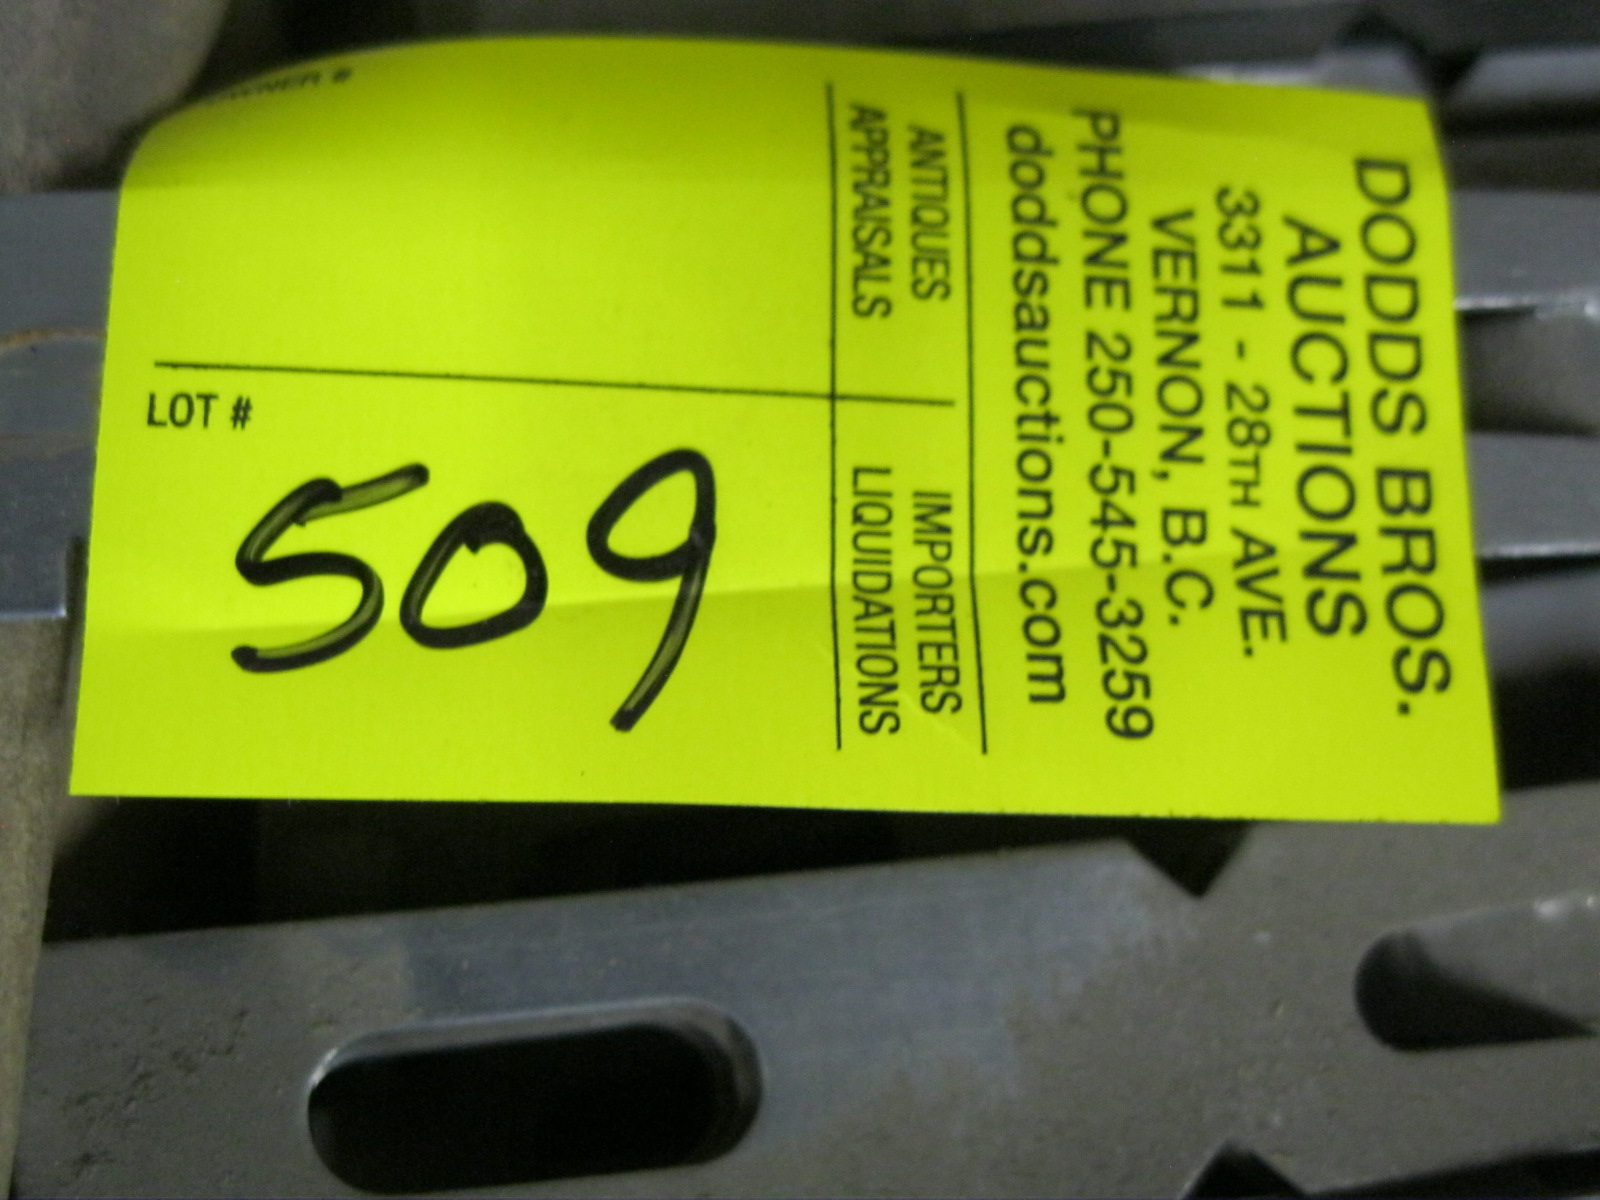 DODDS BROS.
AUCTIONS
3311 - 28TH AVE.
VERNON, B.C.
PHONE 250-545-3259
doddsauctions.com
ANTIQUES
APPRAISALS
IMPORTERS
LIQUIDATIONS
OWNER #
LOT #
509